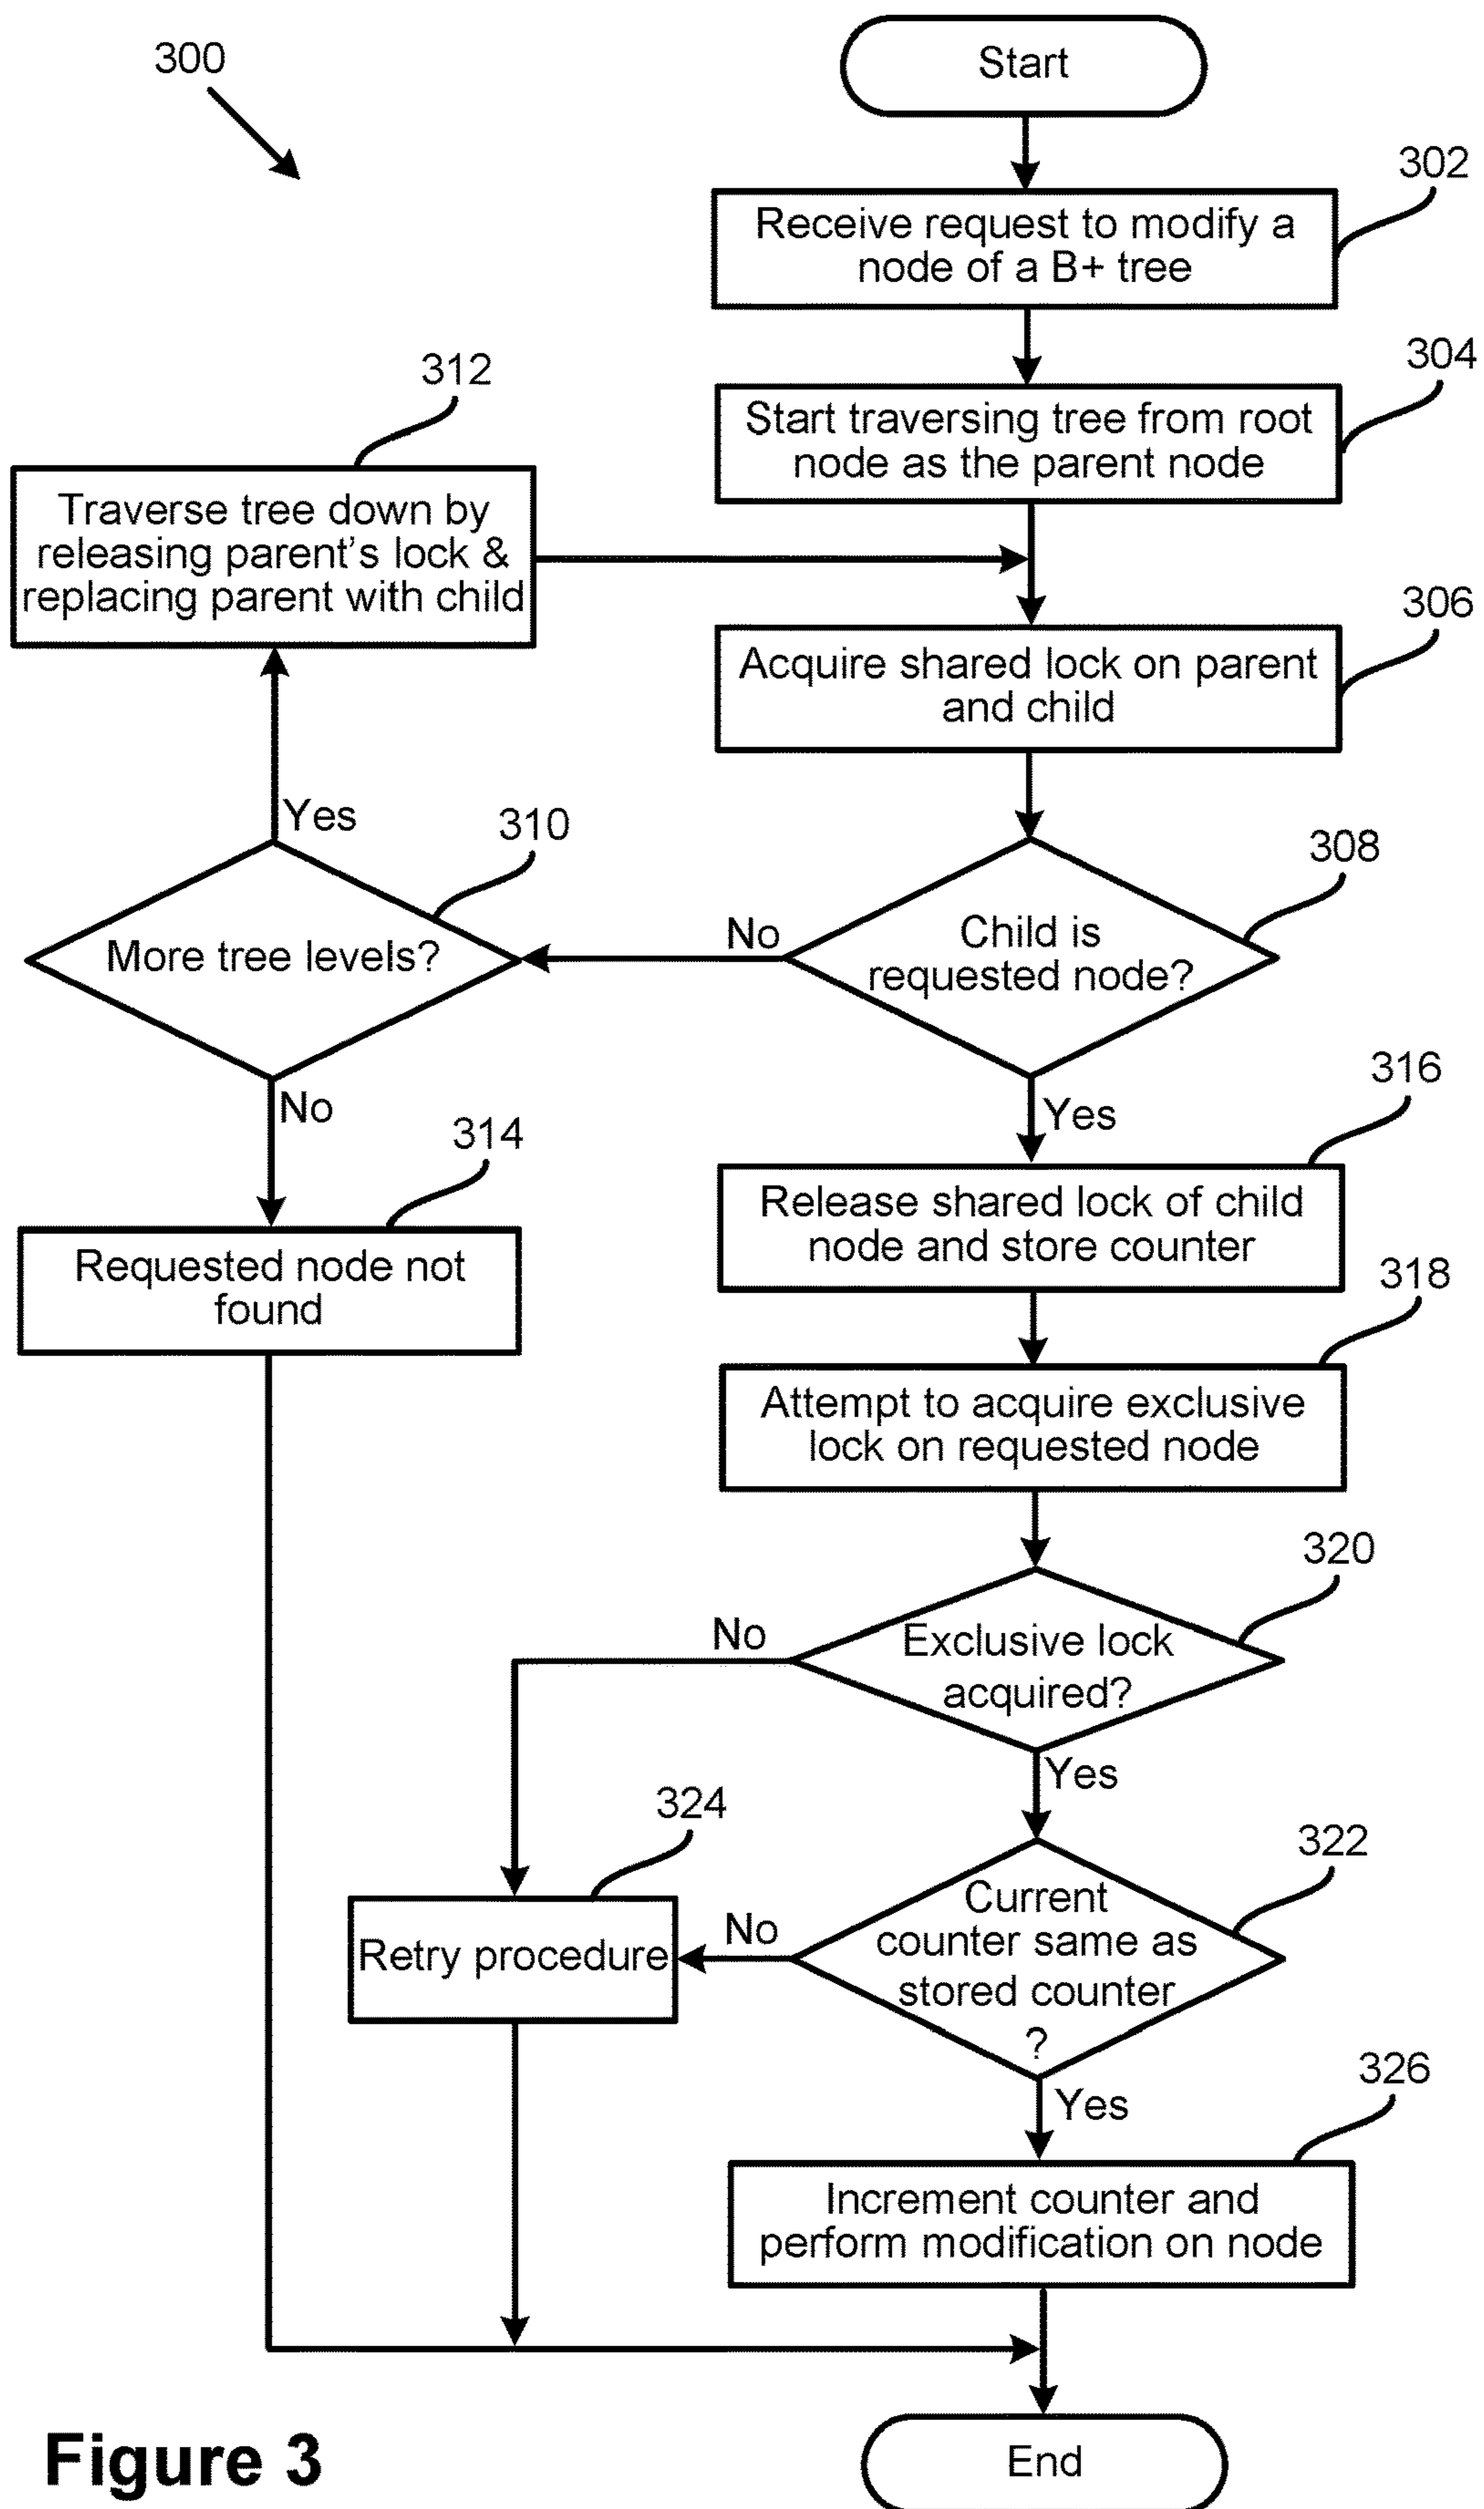 300
Start
302
Receive request to modify a
node of a B+ tree
304
Start traversing tree from root
node as the parent node
312
Traverse tree down by
releasing parent's lock &
replacing parent with child
306
Acquire shared lock on parent
and child
Yes
310
More tree levels?
No
308
Child is
requested node?
No
314
Requested node not
found
Yes
316
Release shared lock of child
node and store counter
318
Attempt to acquire exclusive
lock on requested node
320
Exclusive lock
acquired?
No
Yes
324
Retry procedure
No
322
Current
counter same as
stored counter
?
Yes
326
Increment counter and
perform modification on node
End
Figure 3